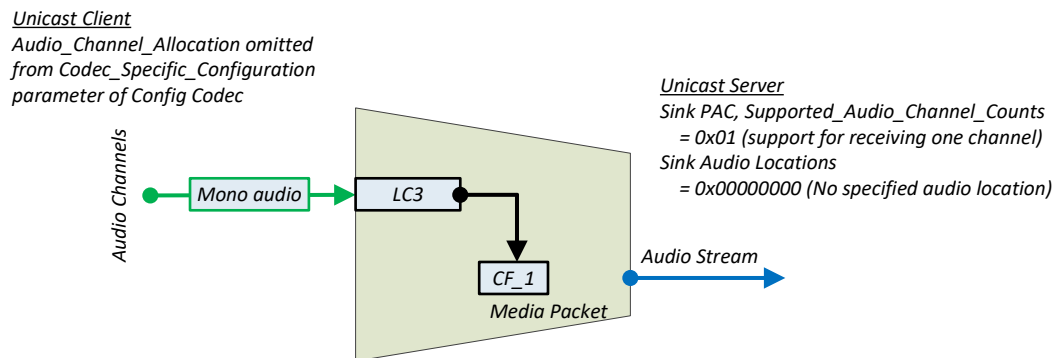 Unicast Client
Audio_Channel_Allocation omitted
from Codec_Specific_Configuration
parameter of Config Codec
Unicast Server
Sink PAC, Supported_Audio_Channel_Counts
= 0x01 (support for receiving one channel)
Sink Audio Locations
= 0x00000000 (No specified audio location)
Audio Channels
Mono audio
LC3
CF_1
Media Packet
Audio Stream